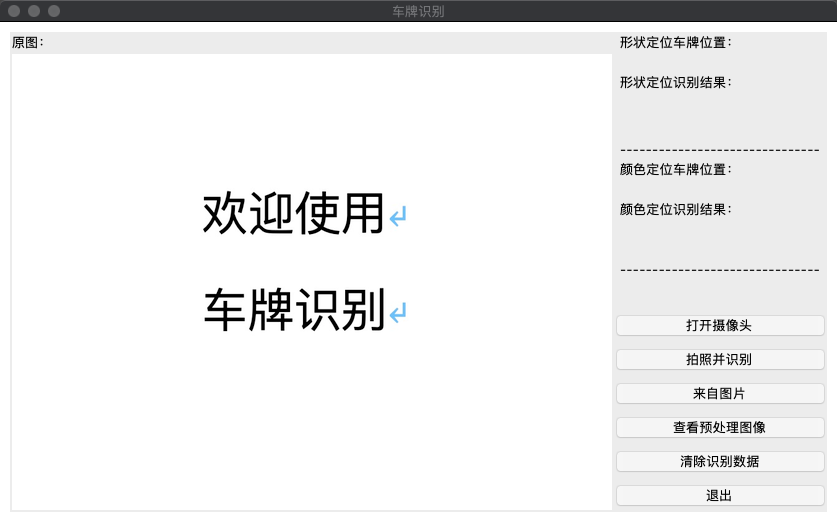 车牌识别
原图：
欢迎使用↵
车牌识别↵
形状定位车牌位置：
形状定位识别结果：
-------------------------------
颜色定位车牌位置：
颜色定位识别结果：
-------------------------------
打开摄像头
拍照并识别
来自图片
查看预处理图像
清除识别数据
退出